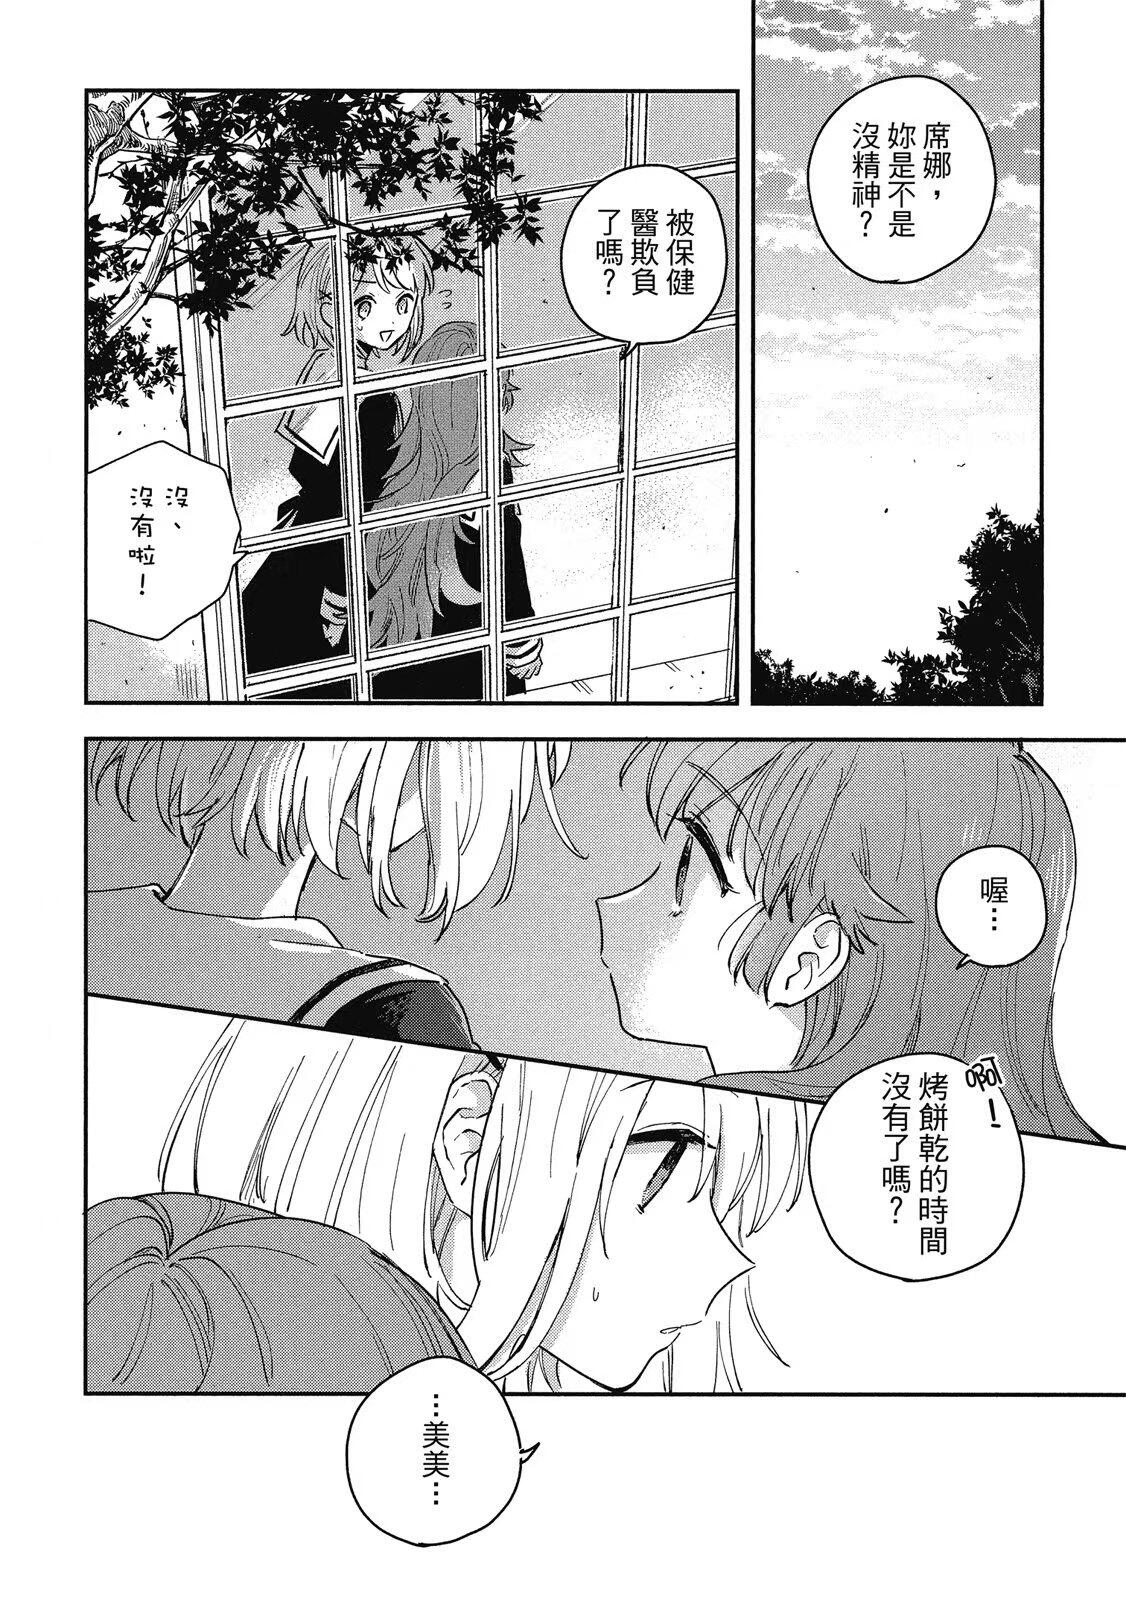 席娜，
妳是不是
沒精神？
被保健
醫欺負
了嗎？
沒、
沒有啦！
喔…
啊！
烤餅乾的時間
沒有了嗎？
…美美…